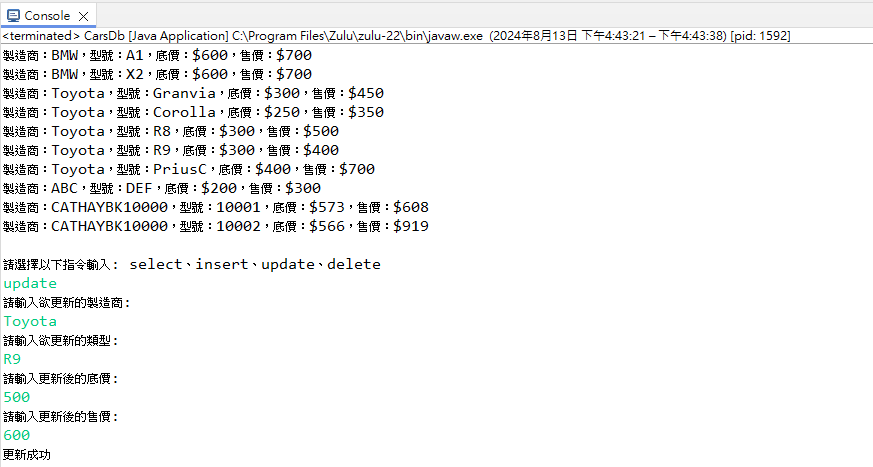 Console
<terminated> CarsDb [Java Application] C:\Program Files\Zulu\zulu-22\bin\javaw.exe (2024年8月13日 下午4:43:21 – 下午4:43:38) [pid: 1592]
製造商：BMW，型號：A1，底價：$600，售價：$700
製造商：BMW，型號：X2，底價：$600，售價：$700
製造商：Toyota，型號：Granvia，底價：$300，售價：$450
製造商：Toyota，型號：Corolla，底價：$250，售價：$350
製造商：Toyota，型號：R8，底價：$300，售價：$500
製造商：Toyota，型號：R9，底價：$300，售價：$400
製造商：Toyota，型號：PriusC，底價：$400，售價：$700
製造商：ABC，型號：DEF，底價：$200，售價：$300
製造商：CATHAYBK10000，型號：10001，底價：$573，售價：$608
製造商：CATHAYBK10000，型號：10002，底價：$566，售價：$919
請選擇以下指令輸入: select、insert、update、delete
update
請輸入欲更新的製造商:
Toyota
請輸入欲更新的類型:
R9
請輸入更新後的底價:
500
請輸入更新後的售價:
600
更新成功